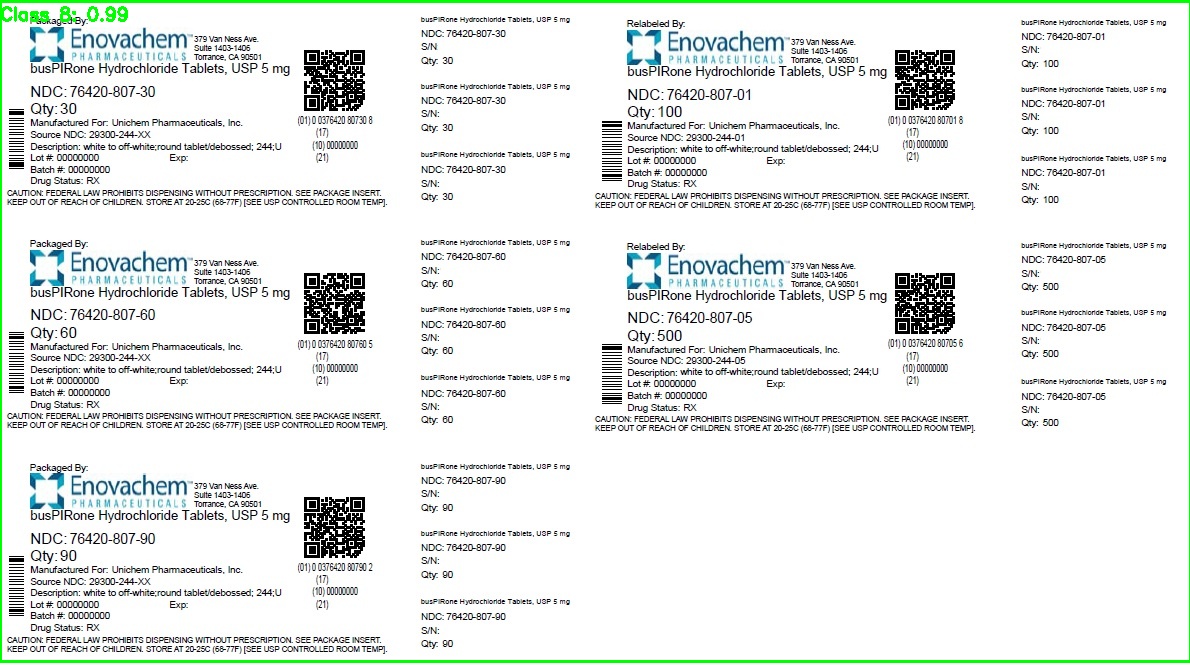 Class 8: 0.99
Packaged By:
Enovachem™
PHARMACEUTICALS
379 Van Ness Ave.
Suite 1403-1406
Torrance, CA 90501
busPIRone Hydrochloride Tablets, USP 5 mg
NDC: 76420-807-30
Qty: 30
Manufactured For: Unichem Pharmaceuticals, Inc.
Source NDC: 29300-244-XX
Description: white to off-white;round tablet/debossed; 244;U
Lot #: 00000000 Exp:
Batch #: 00000000
Drug Status: RX
(01) 0 0376420 80730 8
(17)
(10) 00000000
(21)
CAUTION: FEDERAL LAW PROHIBITS DISPENSING WITHOUT PRESCRIPTION. SEE PACKAGE INSERT.
KEEP OUT OF REACH OF CHILDREN. STORE AT 20-25C (68-77F) [SEE USP CONTROLLED ROOM TEMP].
busPIRone Hydrochloride Tablets, USP 5 mg
NDC: 76420-807-30
S/N
Qty: 30
busPIRone Hydrochloride Tablets, USP 5 mg
NDC: 76420-807-30
S/N:
Qty: 30
busPIRone Hydrochloride Tablets, USP 5 mg
NDC: 76420-807-30
S/N:
Qty: 30
Relabeled By:
Enovachem™
PHARMACEUTICALS
379 Van Ness Ave.
Suite 1403-1406
Torrance, CA 90501
busPIRone Hydrochloride Tablets, USP 5 mg
NDC: 76420-807-01
Qty: 100
Manufactured For: Unichem Pharmaceuticals, Inc.
Source NDC: 29300-244-01
Description: white to off-white;round tablet/debossed; 244;U
Lot #: 00000000 Exp:
Batch #: 00000000
Drug Status: RX
(01) 0 0376420 80701 8
(17)
(10) 00000000
(21)
CAUTION: FEDERAL LAW PROHIBITS DISPENSING WITHOUT PRESCRIPTION. SEE PACKAGE INSERT.
KEEP OUT OF REACH OF CHILDREN. STORE AT 20-25C (68-77F) [SEE USP CONTROLLED ROOM TEMP].
busPIRone Hydrochloride Tablets, USP 5 mg
NDC: 76420-807-01
S/N:
Qty: 100
busPIRone Hydrochloride Tablets, USP 5 mg
NDC: 76420-807-01
S/N:
Qty: 100
busPIRone Hydrochloride Tablets, USP 5 mg
NDC: 76420-807-01
S/N:
Qty: 100
Packaged By:
Enovachem™
PHARMACEUTICALS
379 Van Ness Ave.
Suite 1403-1406
Torrance, CA 90501
busPIRone Hydrochloride Tablets, USP 5 mg
NDC: 76420-807-60
Qty: 60
Manufactured For: Unichem Pharmaceuticals, Inc.
Source NDC: 29300-244-XX
Description: white to off-white;round tablet/debossed; 244;U
Lot #: 00000000 Exp:
Batch #: 00000000
Drug Status: RX
(01) 0 0376420 80760 5
(17)
(10) 00000000
(21)
CAUTION: FEDERAL LAW PROHIBITS DISPENSING WITHOUT PRESCRIPTION. SEE PACKAGE INSERT.
KEEP OUT OF REACH OF CHILDREN. STORE AT 20-25C (68-77F) [SEE USP CONTROLLED ROOM TEMP].
busPIRone Hydrochloride Tablets, USP 5 mg
NDC: 76420-807-60
S/N:
Qty: 60
busPIRone Hydrochloride Tablets, USP 5 mg
NDC: 76420-807-60
S/N:
Qty: 60
busPIRone Hydrochloride Tablets, USP 5 mg
NDC: 76420-807-60
S/N:
Qty: 60
Relabeled By:
Enovachem™
PHARMACEUTICALS
379 Van Ness Ave.
Suite 1403-1406
Torrance, CA 90501
busPIRone Hydrochloride Tablets, USP 5 mg
NDC: 76420-807-05
Qty: 500
Manufactured For: Unichem Pharmaceuticals, Inc.
Source NDC: 29300-244-05
Description: white to off-white;round tablet/debossed; 244;U
Lot #: 00000000 Exp:
Batch #: 00000000
Drug Status: RX
(01) 0 0376420 80705 6
(17)
(10) 00000000
(21)
CAUTION: FEDERAL LAW PROHIBITS DISPENSING WITHOUT PRESCRIPTION. SEE PACKAGE INSERT.
KEEP OUT OF REACH OF CHILDREN. STORE AT 20-25C (68-77F) [SEE USP CONTROLLED ROOM TEMP].
busPIRone Hydrochloride Tablets, USP 5 mg
NDC: 76420-807-05
S/N:
Qty: 500
busPIRone Hydrochloride Tablets, USP 5 mg
NDC: 76420-807-05
S/N:
Qty: 500
busPIRone Hydrochloride Tablets, USP 5 mg
NDC: 76420-807-05
S/N:
Qty: 500
Packaged By:
Enovachem™
PHARMACEUTICALS
379 Van Ness Ave.
Suite 1403-1406
Torrance, CA 90501
busPIRone Hydrochloride Tablets, USP 5 mg
NDC: 76420-807-90
Qty: 90
Manufactured For: Unichem Pharmaceuticals, Inc.
Source NDC: 29300-244-XX
Description: white to off-white;round tablet/debossed; 244;U
Lot #: 00000000 Exp:
Batch #: 00000000
Drug Status: RX
(01) 0 0376420 80790 2
(17)
(10) 00000000
(21)
CAUTION: FEDERAL LAW PROHIBITS DISPENSING WITHOUT PRESCRIPTION. SEE PACKAGE INSERT.
KEEP OUT OF REACH OF CHILDREN. STORE AT 20-25C (68-77F) [SEE USP CONTROLLED ROOM TEMP].
busPIRone Hydrochloride Tablets, USP 5 mg
NDC: 76420-807-90
S/N:
Qty: 90
busPIRone Hydrochloride Tablets, USP 5 mg
NDC: 76420-807-90
S/N:
Qty: 90
busPIRone Hydrochloride Tablets, USP 5 mg
NDC: 76420-807-90
S/N:
Qty: 90